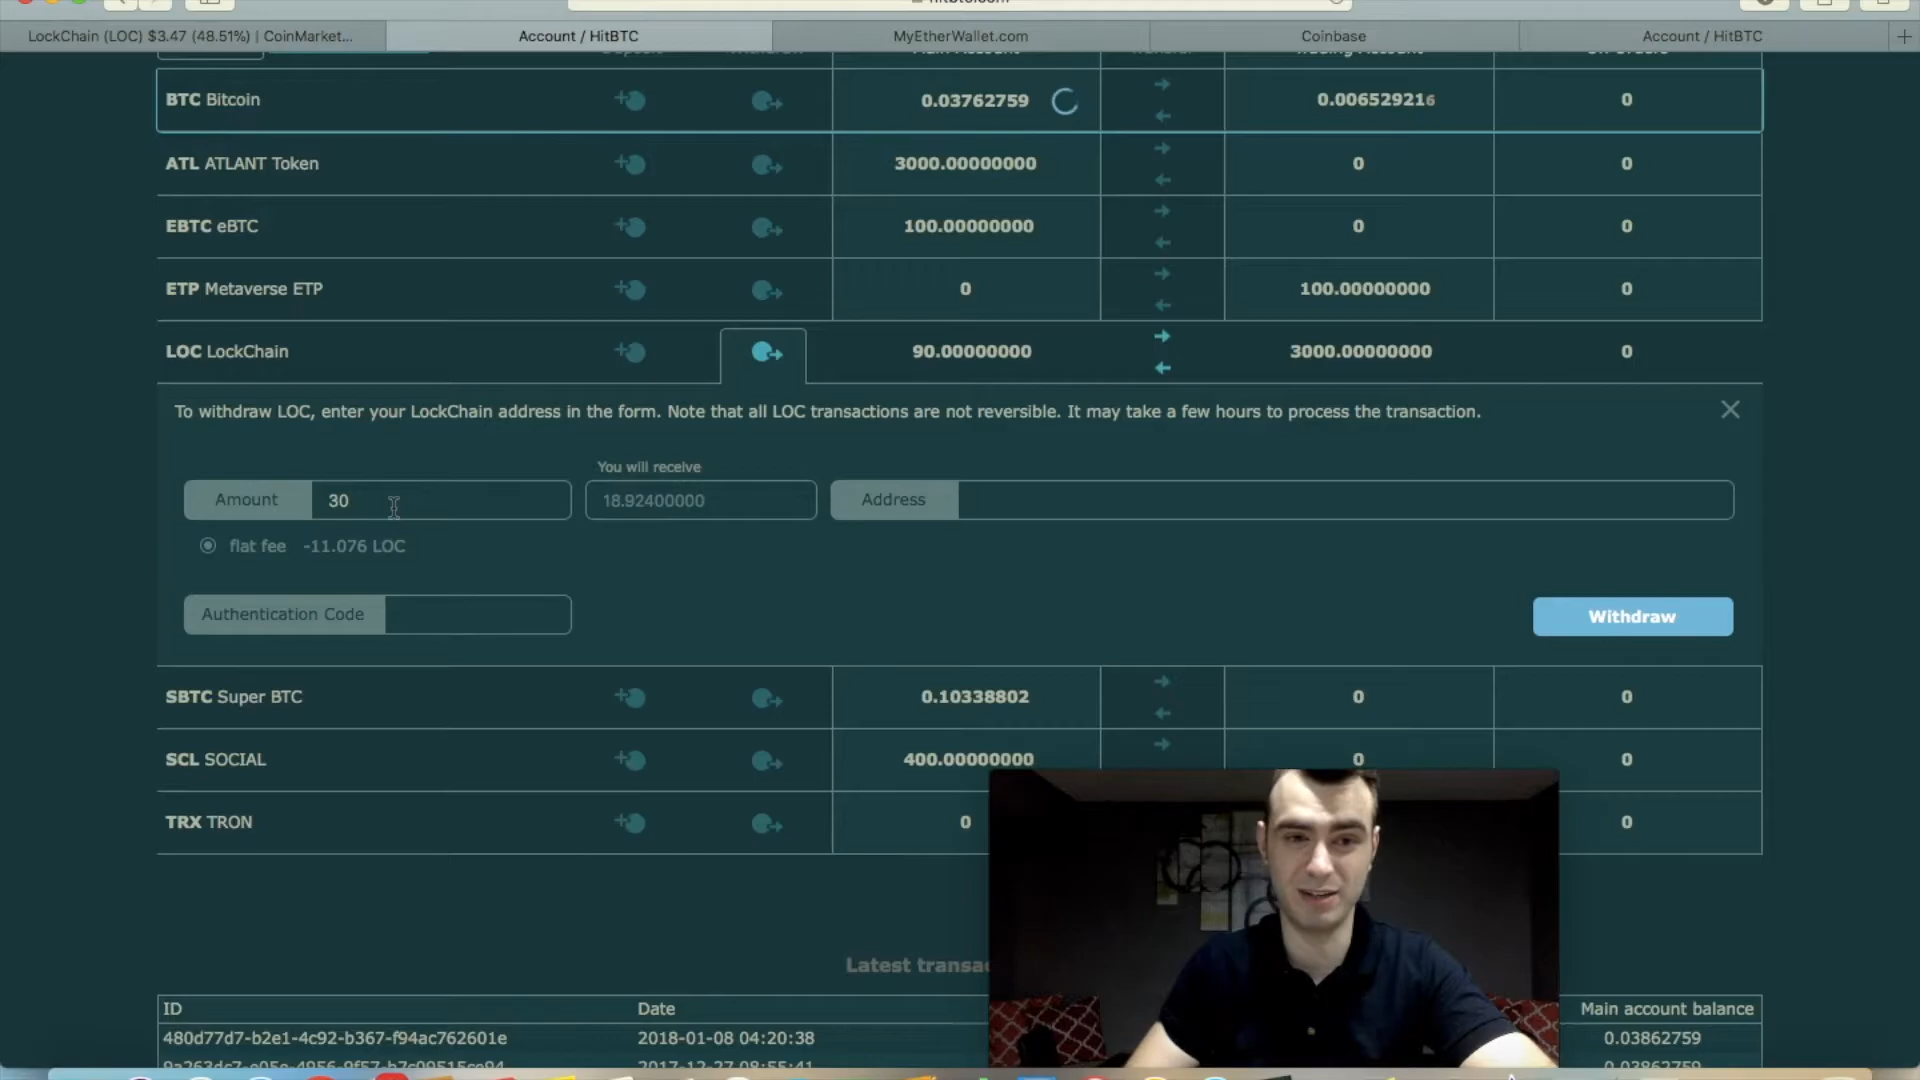 LockChain (LOC) $3.47 (48.51%) | CoinMarket...
Account / HitBTC
MyEtherWallet.com
Coinbase
Account / HitBTC
BTC Bitcoin 0.03762759 0.006529216 0
ATL ATLANT Token 3000.00000000 0 0
EBTC eBTC 100.00000000 0 0
ETP Metaverse ETP 0 100.00000000 0
LOC LockChain 90.00000000 3000.00000000 0
To withdraw LOC, enter your LockChain address in the form. Note that all LOC transactions are not reversible. It may take a few hours to process the transaction.
You will receive
Amount 30 18.92400000 Address
flat fee -11.076 LOC
Authentication Code Withdraw
SBTC Super BTC 0.10338802 0 0
SCL SOCIAL 400.00000000 0 0
TRX TRON 0 0
Latest transac
ID Date Main account balance
480d77d7-b2e1-4c92-b367-f94ac762601e 2018-01-08 04:20:38 0.03862759